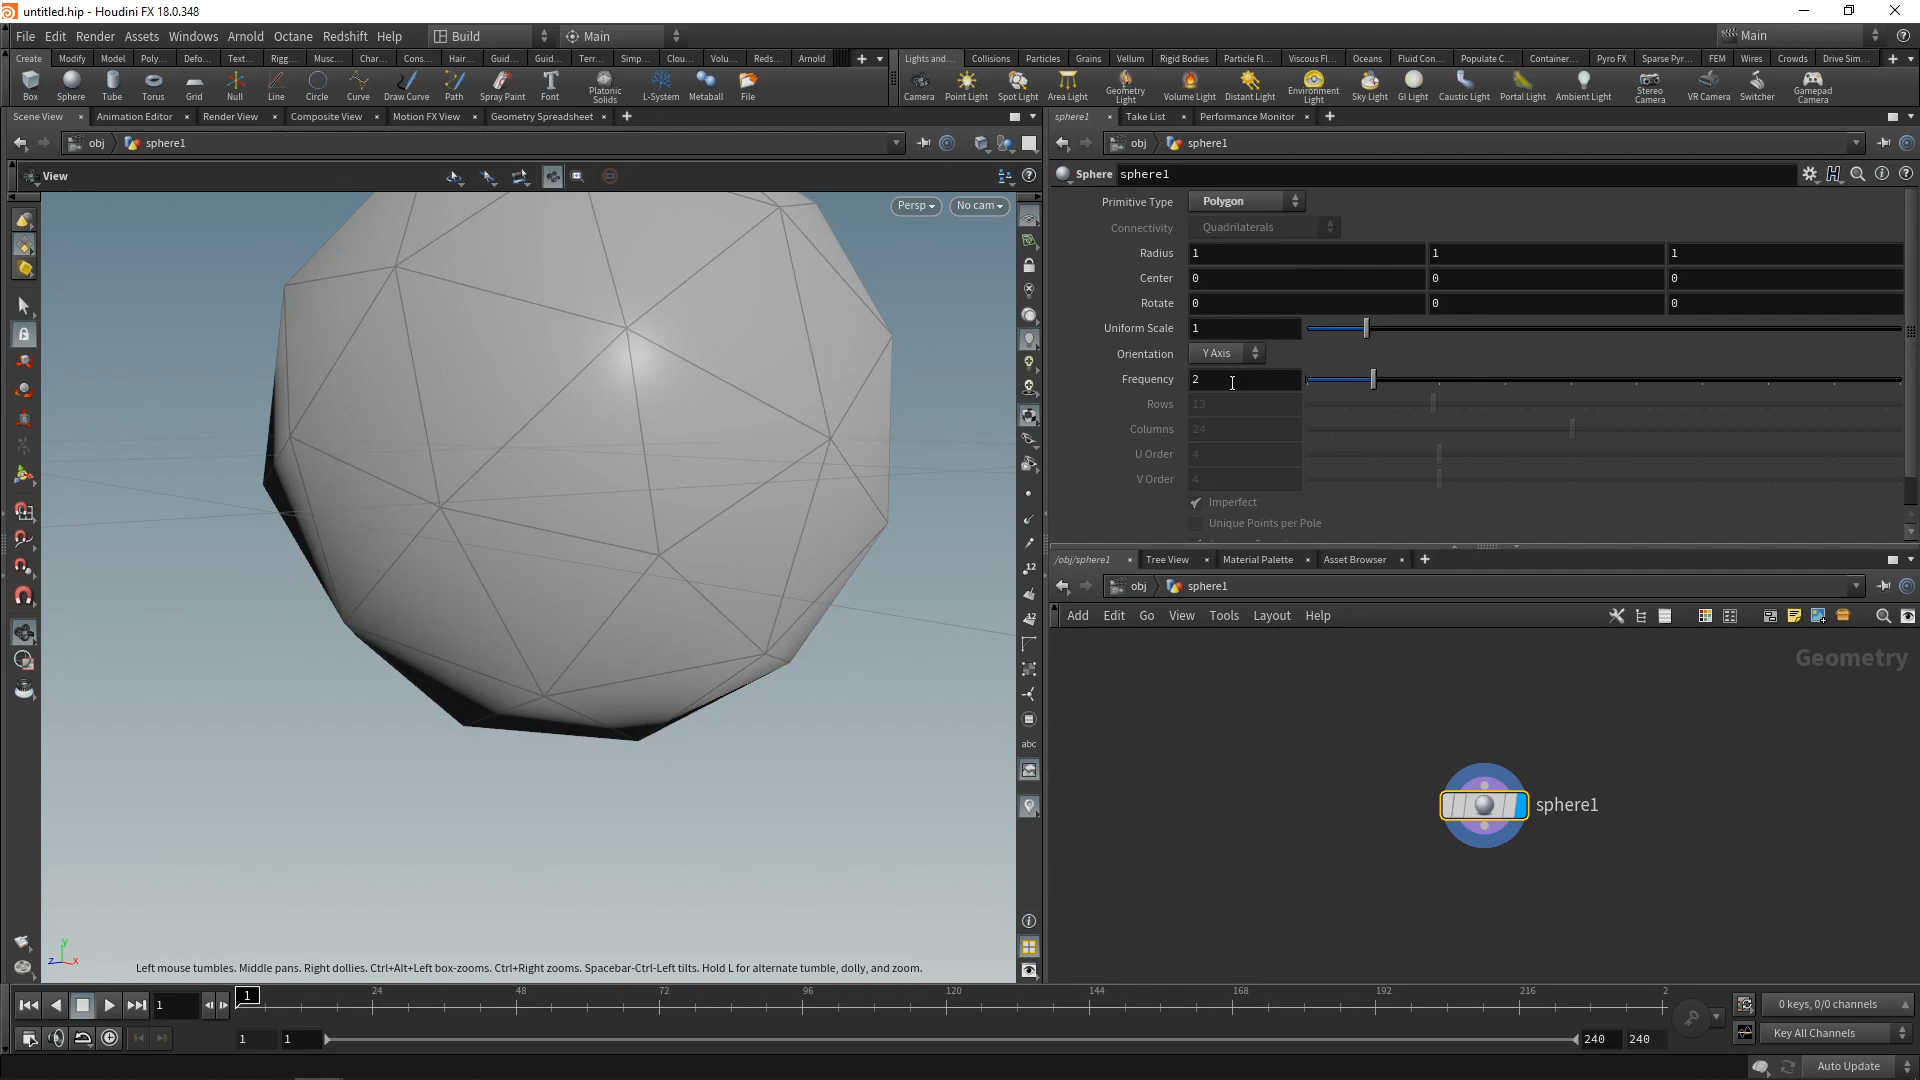 untitled.hip - Houdini FX 18.0.348
File Edit Render Assets Windows Arnold Octane Redshift Help Build Main Main
Create Modify Model Poly... Defo... Text... Rigg... Musc... Char... Cons... Hair... Guid... Guid... Terr... Simp... Clou... Volu... Reds... Arnold
Lights and... Collisions Particles Grains Vellum Rigid Bodies Particle Fl... Viscous Fl... Oceans Fluid Con... Populate C... Container... Pyro FX Sparse Pyr... FEM Wires Crowds Drive Sim...
Box Sphere Tube Torus Grid Null Line Circle Curve Draw Curve Path Spray Paint Font Platonic Solids L-System Metaball File
Camera Point Light Spot Light Area Light Geometry Light Volume Light Distant Light Environment Light Sky Light GI Light Caustic Light Portal Light Ambient Light Stereo Camera VR Camera Switcher Gamepad Camera
Scene View Animation Editor Render View Composite View Motion FX View Geometry Spreadsheet
sphere1 Take List Performance Monitor
obj sphere1
obj sphere1
View
Sphere sphere1
Persp No cam
Primitive Type Polygon
Connectivity Quadrilaterals
Radius 1 1 1
Center 0 0 0
Rotate 0 0 0
Uniform Scale 1
Orientation Y Axis
Frequency 2
Rows 13
Columns 24
U Order 4
V Order 4
Imperfect
Unique Points per Pole
/obj/sphere1 Tree View Material Palette Asset Browser
obj sphere1
Add Edit Go View Tools Layout Help
Geometry
sphere1
12
12
abc
y
z x
Left mouse tumbles. Middle pans. Right dollies. Ctrl+Alt+Left box-zooms. Ctrl+Right zooms. Spacebar-Ctrl-Left tilts. Hold L for alternate tumble, dolly, and zoom.
1 1 24 48 72 96 120 144 168 192 216 2
0 keys, 0/0 channels
1 1 240 240
Key All Channels
Auto Update